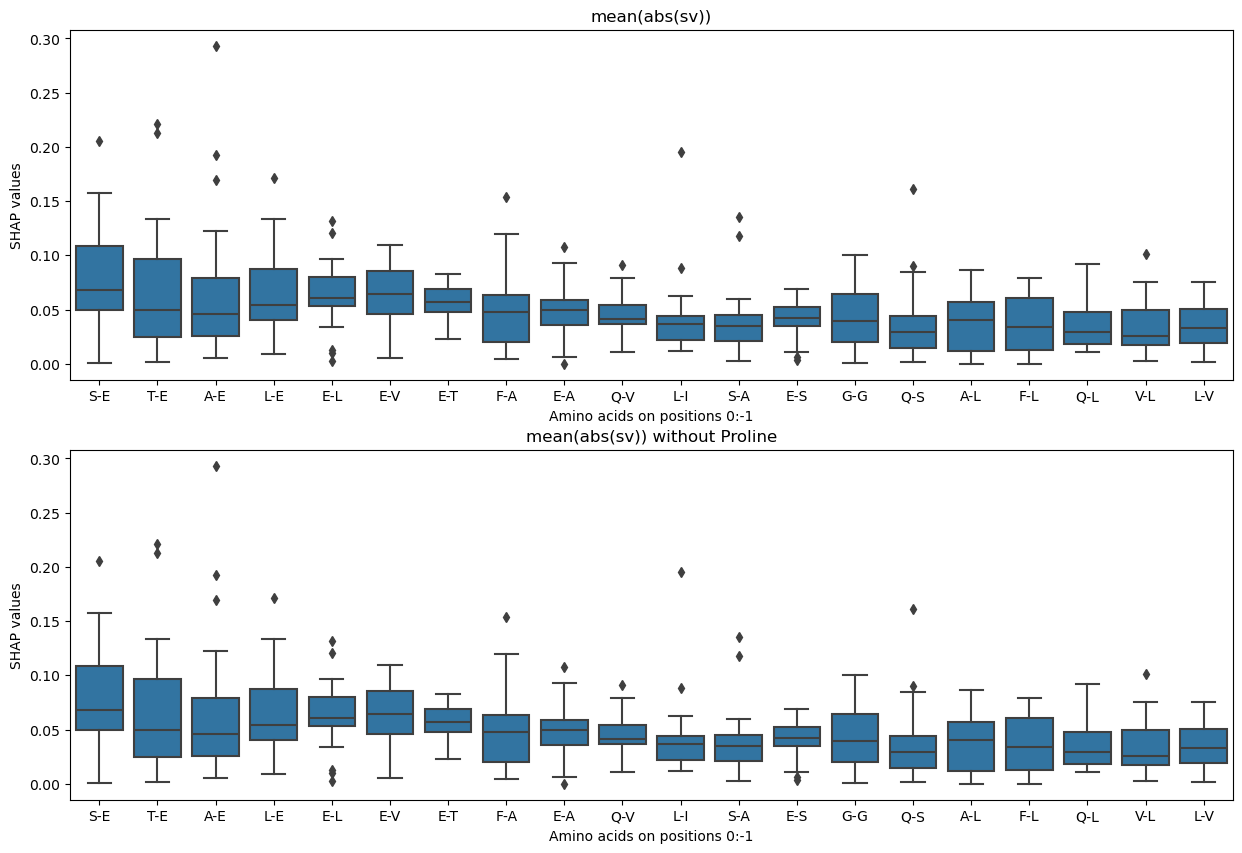 mean(abs(sv))
0.30
0.25
0.20
0.15
0.10
0.05
0.00
SHAP values
S-E T-E A-E L-E E-L E-V E-T F-A E-A Q-V L-I S-A E-S G-G Q-S A-L F-L Q-L V-L L-V
Amino acids on positions 0:-1
mean(abs(sv)) without Proline
0.30
0.25
0.20
0.15
0.10
0.05
0.00
SHAP values
S-E T-E A-E L-E E-L E-V E-T F-A E-A Q-V L-I S-A E-S G-G Q-S A-L F-L Q-L V-L L-V
Amino acids on positions 0:-1